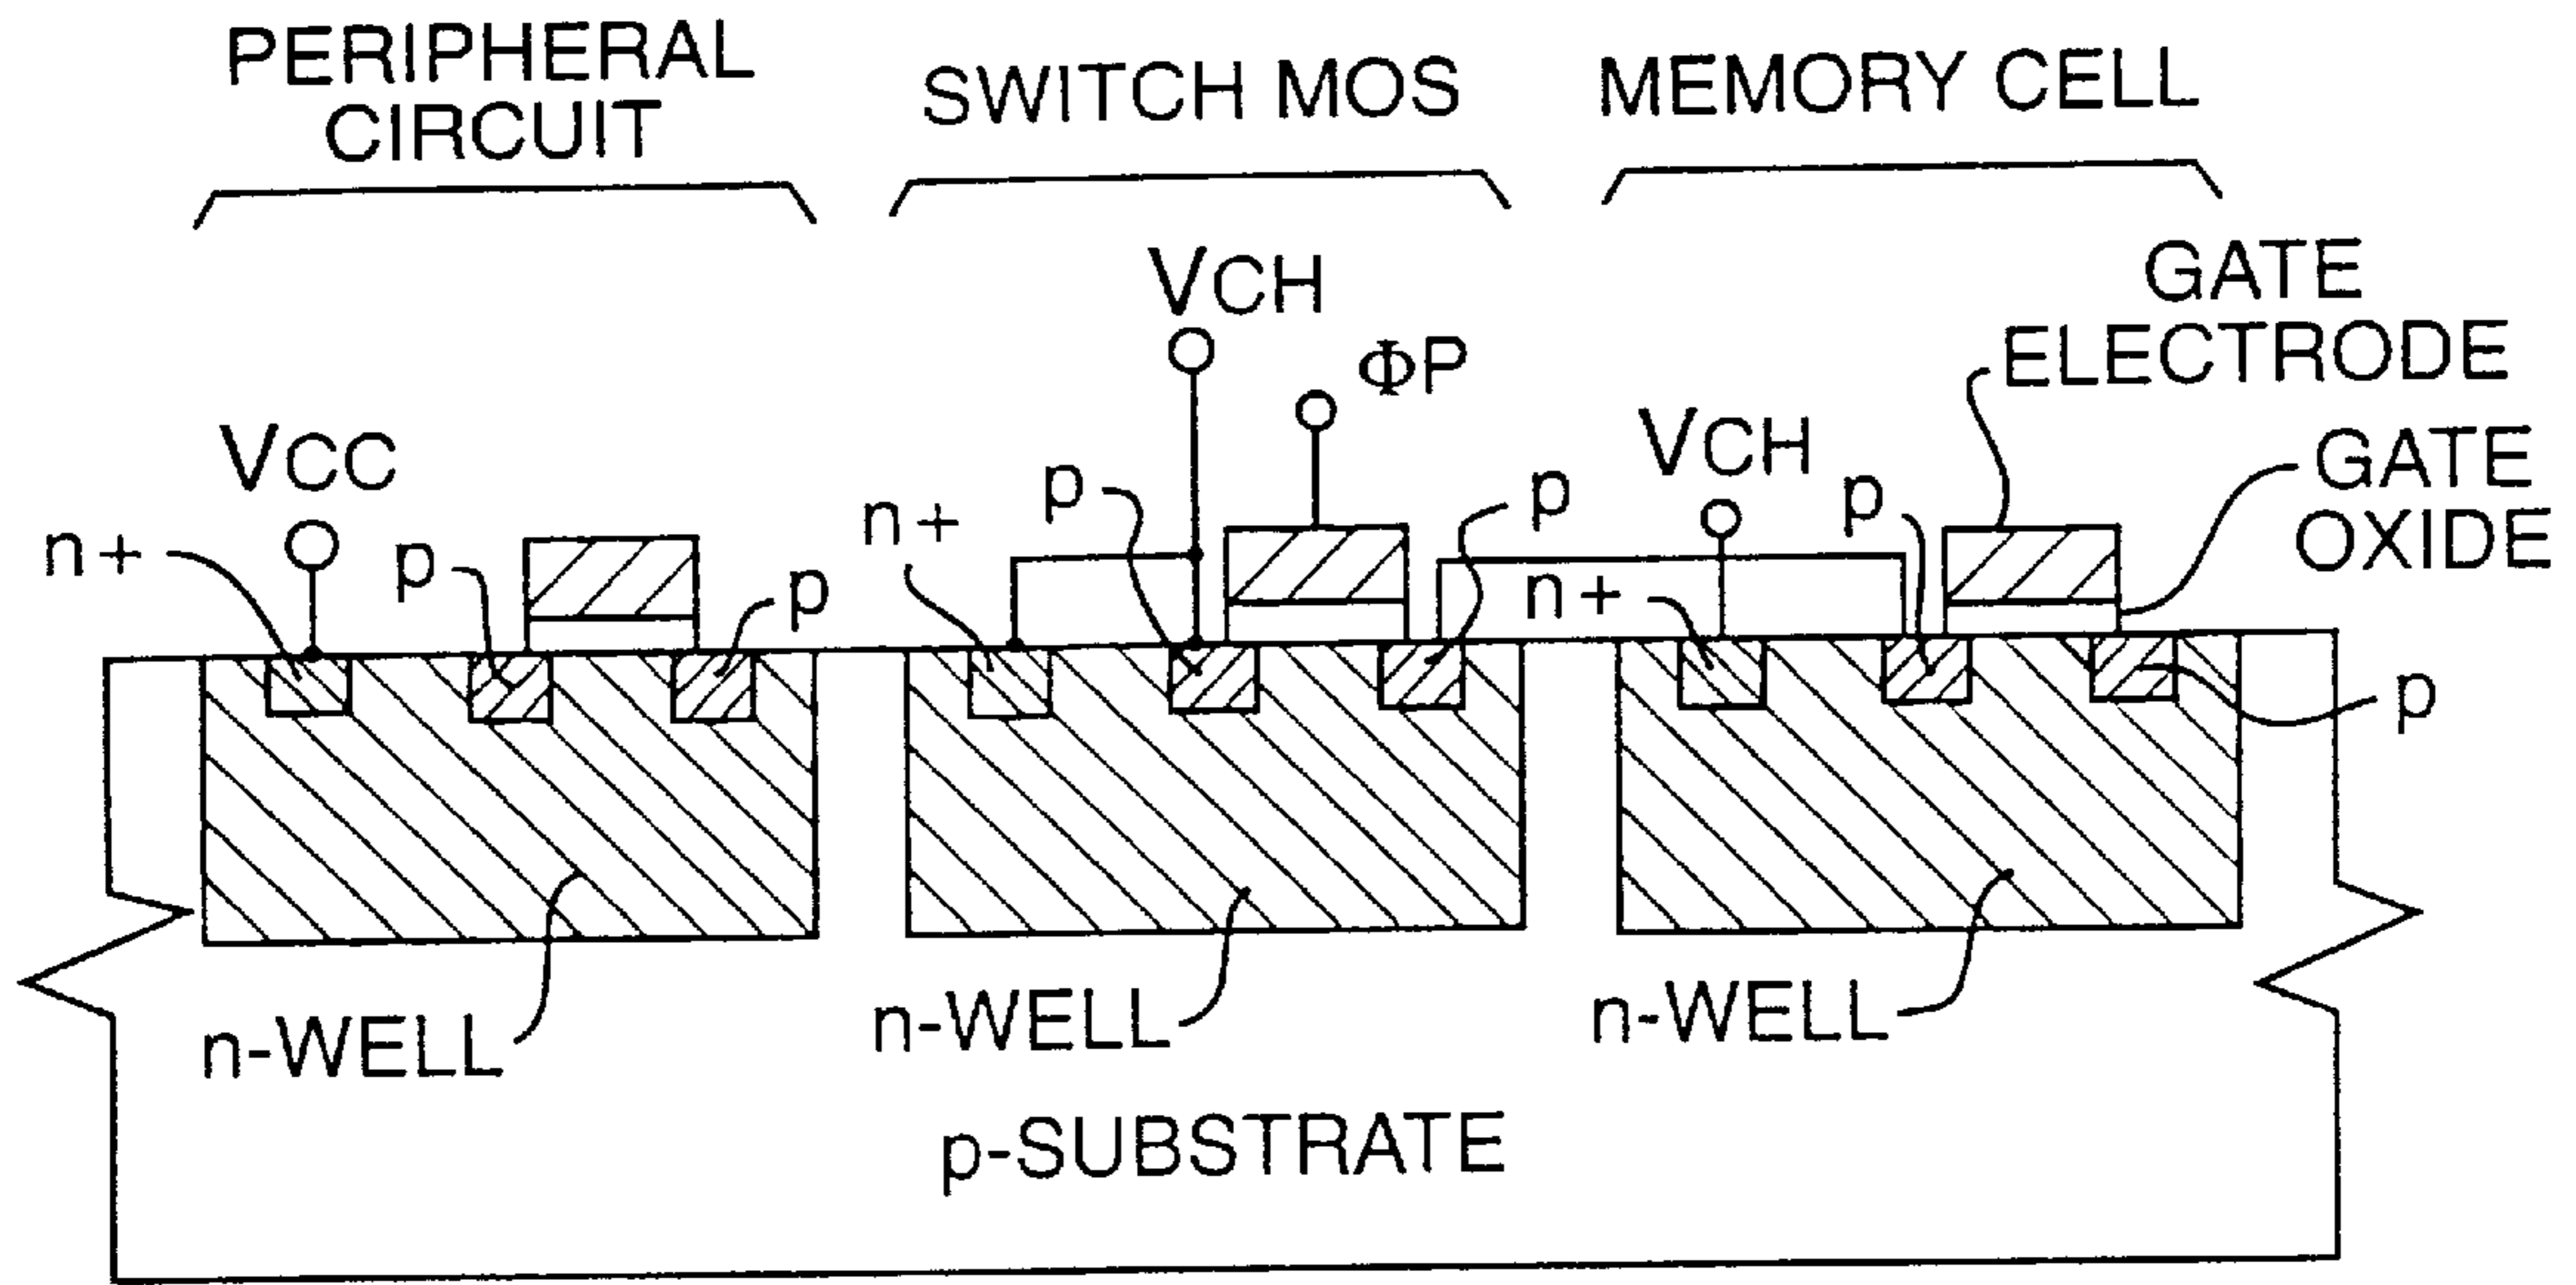 PERIPHERAL
CIRCUIT
SWITCH MOS
MEMORY CELL
VCH
ΦP
GATE
ELECTRODE
GATE
OXIDE
VCC
VCH
n+
p
p
n+
p
p
n+
p
p
n-WELL
n-WELL
n-WELL
p-SUBSTRATE